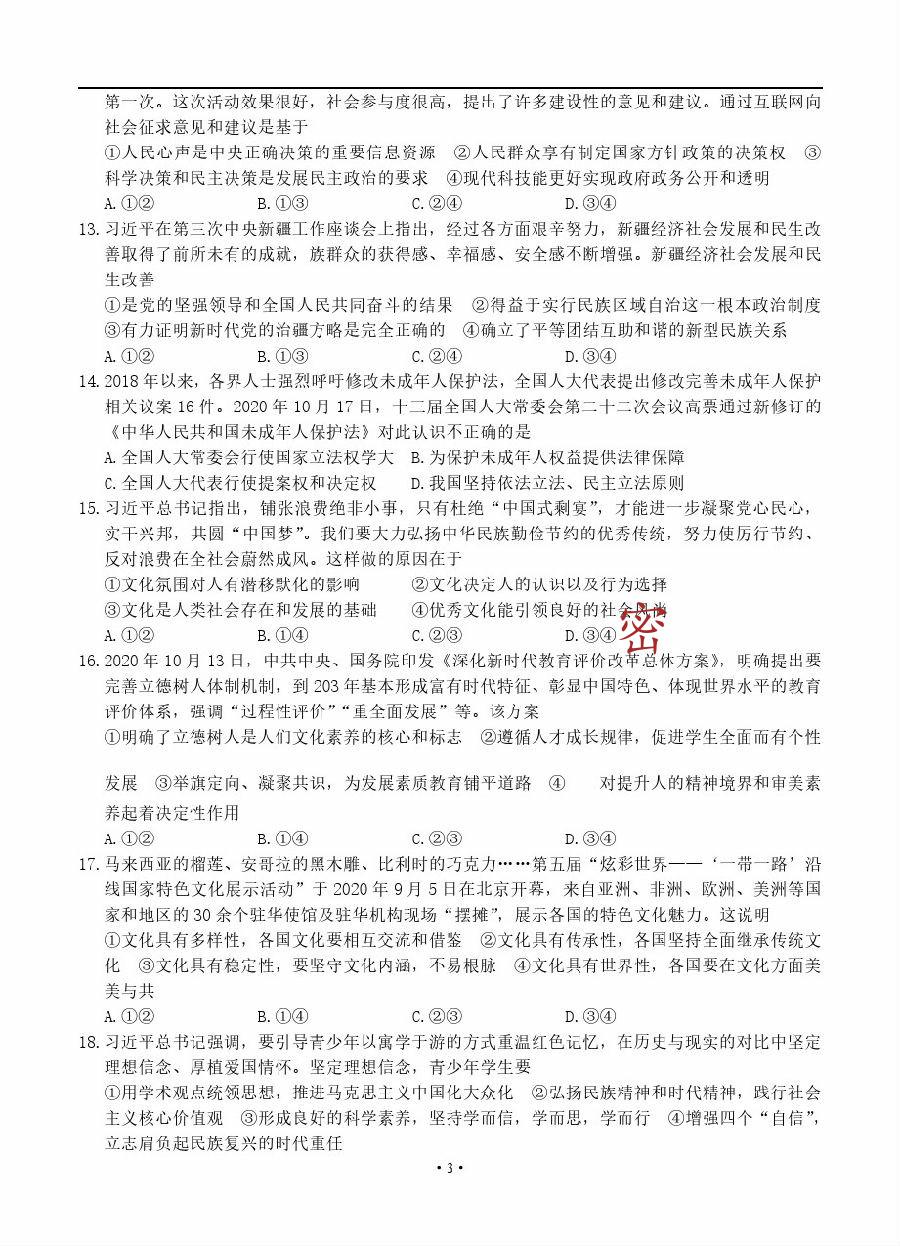 第一次。这次活动效果很好，社会参与度很高，提出了许多建设性的意见和建议。通过互联网向
社会征求意见和建议是基于
①人民心声是中央正确决策的重要信息资源 ②人民群众享有制定国家方针政策的决策权 ③
科学决策和民主决策是发展民主政治的要求 ④现代科技能更好实现政府政务公开和透明
A.①② B.①③ C.②④ D.③④
13.习近平在第三次中央新疆工作座谈会上指出，经过各方面艰辛努力，新疆经济社会发展和民生改
善取得了前所未有的成就，族群众的获得感、幸福感、安全感不断增强。新疆经济社会发展和民
生改善
①是党的坚强领导和全国人民共同奋斗的结果 ②得益于实行民族区域自治这一根本政治制度
③有力证明新时代党的治疆方略是完全正确的 ④确立了平等团结互助和谐的新型民族关系
A.①② B.①③ C.②④ D.③④
14.2018年以来，各界人士强烈呼吁修改未成年人保护法，全国人大代表提出修改完善未成年人保护
相关议案16件。2020年10月17日，十二届全国人大常委会第二十二次会议高票通过新修订的
《中华人民共和国未成年人保护法》对此认识不正确的是
A.全国人大常委会行使国家立法权学大 B.为保护未成年人权益提供法律保障
C.全国人大代表行使提案权和决定权 D.我国坚持依法立法、民主立法原则
15.习近平总书记指出，铺张浪费绝非小事，只有杜绝“中国式剩宴”，才能进一步凝聚党心民心，
实干兴邦，共圆“中国梦”。我们要大力弘扬中华民族勤俭节约的优秀传统，努力使厉行节约、
反对浪费在全社会蔚然成风。这样做的原因在于
①文化氛围对人有潜移默化的影响 ②文化决定人的认识以及行为选择
③文化是人类社会存在和发展的基础 ④优秀文化能引领良好的社会风尚
A.①② B.①④ C.②③ D.③④
密
16.2020年10月13日，中共中央、国务院印发《深化新时代教育评价改革总体方案》，明确提出要
完善立德树人体制机制，到203年基本形成富有时代特征、彰显中国特色、体现世界水平的教育
评价体系，强调“过程性评价”“重全面发展”等。该方案
①明确了立德树人是人们文化素养的核心和标志 ②遵循人才成长规律，促进学生全面而有个性
发展 ③举旗定向、凝聚共识，为发展素质教育铺平道路 ④ 对提升人的精神境界和审美素
养起着决定性作用
A.①② B.①④ C.②③ D.③④
17.马来西亚的榴莲、安哥拉的黑木雕、比利时的巧克力……第五届“炫彩世界——‘一带一路’沿
线国家特色文化展示活动”于2020年9月5日在北京开幕，来自亚洲、非洲、欧洲、美洲等国
家和地区的30余个驻华使馆及驻华机构现场“摆摊”，展示各国的特色文化魅力。这说明
①文化具有多样性，各国文化要相互交流和借鉴 ②文化具有传承性，各国坚持全面继承传统文
化 ③文化具有稳定性，要坚守文化内涵，不易根脉 ④文化具有世界性，各国要在文化方面美
美与共
A.①② B.①④ C.②③ D.③④
18.习近平总书记强调，要引导青少年以寓学于游的方式重温红色记忆，在历史与现实的对比中坚定
理想信念、厚植爱国情怀。坚定理想信念，青少年学生要
①用学术观点统领思想，推进马克思主义中国化大众化 ②弘扬民族精神和时代精神，践行社会
主义核心价值观 ③形成良好的科学素养，坚持学而信，学而思，学而行 ④增强四个“自信”，
立志肩负起民族复兴的时代重任
·3·